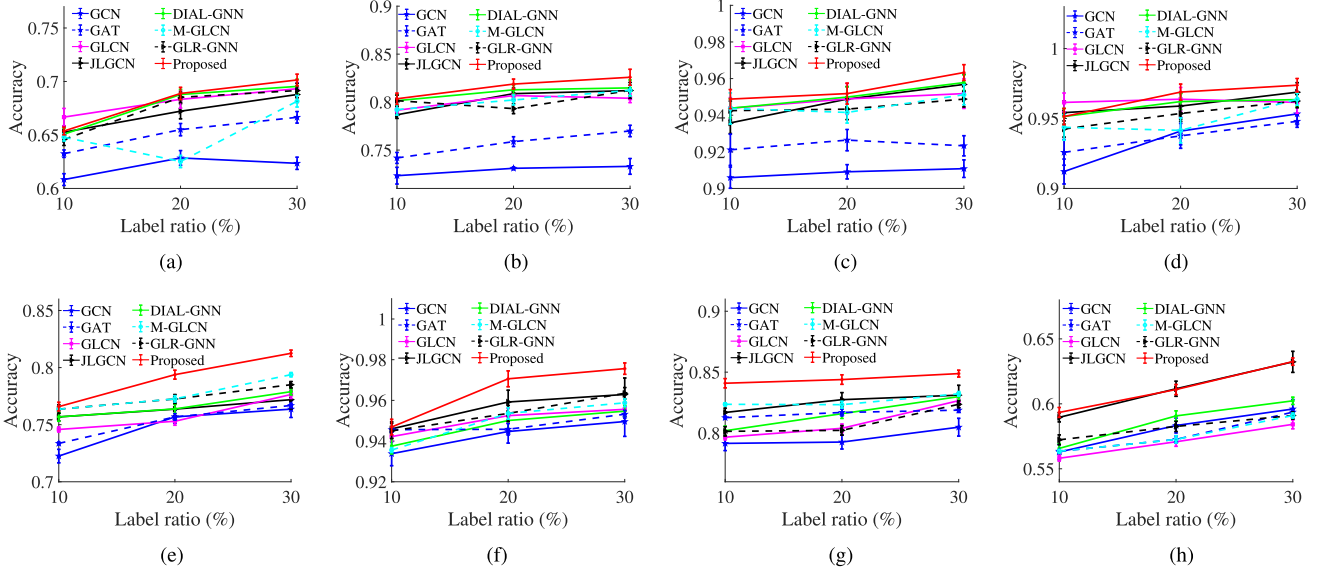 GCN DIAL-GNN
GAT M-GLCN
GLCN GLR-GNN
JLGCN Proposed
Accuracy
0.7
0.65
0.6
10 20 30
Label ratio (%)
(a)
0.9
GCN DIAL-GNN
GAT M-GLCN
GLCN GLR-GNN
JLGCN Proposed
Accuracy
0.85
0.8
0.75
10 20 30
Label ratio (%)
(b)
1
GCN DIAL-GNN
GAT M-GLCN
GLCN GLR-GNN
JLGCN Proposed
Accuracy
0.98
0.96
0.94
0.92
0.9
10 20 30
Label ratio (%)
(c)
GCN DIAL-GNN
GAT M-GLCN
GLCN GLR-GNN
JLGCN Proposed
Accuracy
1
0.95
0.9
10 20 30
Label ratio (%)
(d)
GCN DIAL-GNN
GAT M-GLCN
GLCN GLR-GNN
JLGCN Proposed
Accuracy
0.85
0.8
0.75
0.7
10 20 30
Label ratio (%)
(e)
GCN DIAL-GNN
GAT M-GLCN
GLCN GLR-GNN
JLGCN Proposed
Accuracy
1
0.98
0.96
0.94
0.92
10 20 30
Label ratio (%)
(f)
GCN DIAL-GNN
GAT M-GLCN
GLCN GLR-GNN
JLGCN Proposed
Accuracy
0.9
0.85
0.8
10 20 30
Label ratio (%)
(g)
GCN DIAL-GNN
GAT M-GLCN
GLCN GLR-GNN
JLGCN Proposed
Accuracy
0.65
0.6
0.55
10 20 30
Label ratio (%)
(h)